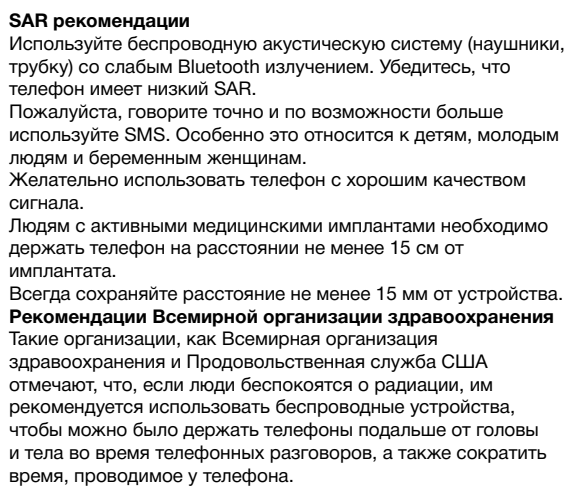 SAR рекомендации
Используйте беспроводную акустическую систему (наушники,
трубку) со слабым Bluetooth излучением. Убедитесь, что
телефон имеет низкий SAR.
Пожалуйста, говорите точно и по возможности больше
используйте SMS. Особенно это относится к детям, молодым
людям и беременным женщинам.
Желательно использовать телефон с хорошим качеством
сигнала.
Людям с активными медицинскими имплантами необходимо
держать телефон на расстоянии не менее 15 см от
имплантата.
Всегда сохраняйте расстояние не менее 15 мм от устройства.
Рекомендации Всемирной организации здравоохранения
Такие организации, как Всемирная организация
здравоохранения и Продовольственная служба США
отмечают, что, если люди беспокоятся о радиации, им
рекомендуется использовать беспроводные устройства,
чтобы можно было держать телефоны подальше от головы
и тела во время телефонных разговоров, а также сократить
время, проводимое у телефона.